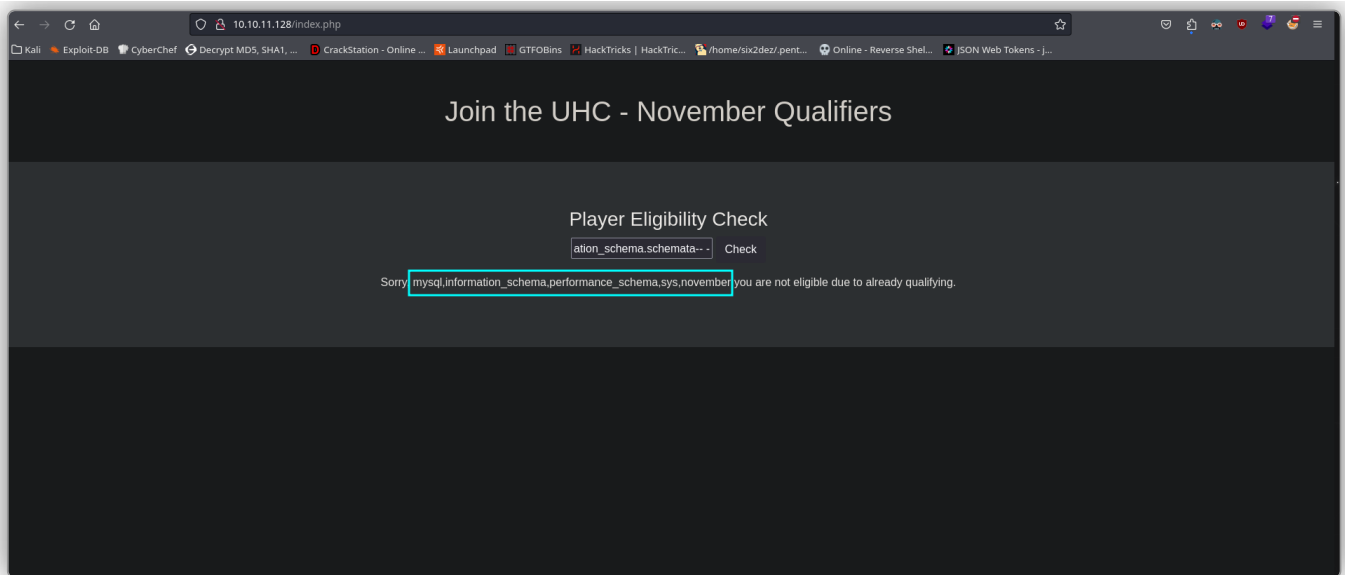 10.10.11.128/index.php
Kali Exploit-DB CyberChef Decrypt MD5, SHA1, ... CrackStation - Online ... Launchpad GTFOBins HackTricks | HackTric... /home/six2dez/.pent... Online - Reverse Shel... JSON Web Tokens - j...
Join the UHC - November Qualifiers
Player Eligibility Check
ation_schema.schemata-- - Check
Sorry, mysql,information_schema,performance_schema,sys,november you are not eligible due to already qualifying.